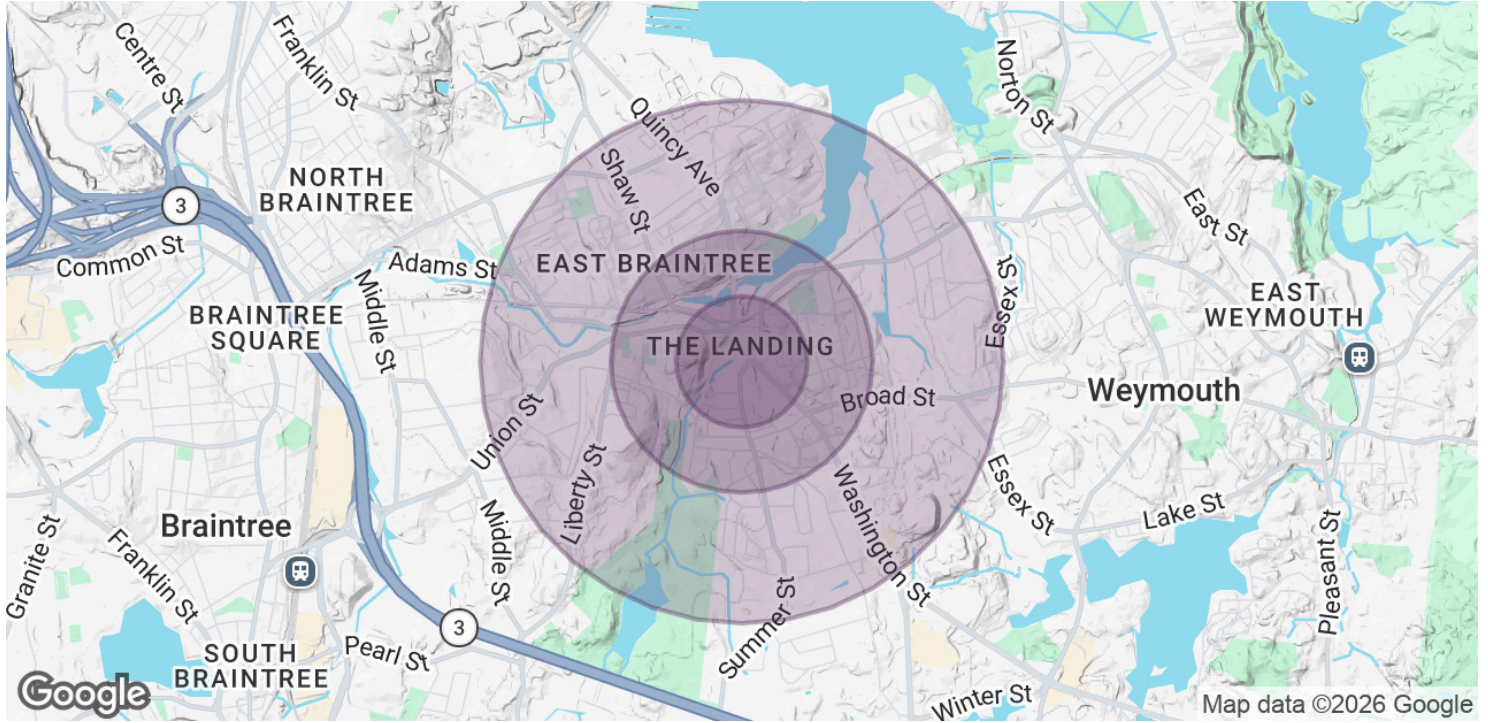 Centre St
Franklin St
Norton St
Quincy Ave
Shaw St
NORTH
BRAINTREE
3
East St
Common St
Adams St
EAST BRAINTREE
Middle St
Essex St
EAST
WEYMOUTH
BRAINTREE
SQUARE
THE LANDING
Weymouth
Broad St
Union St
Liberty St
Washington St
Essex St
Lake St
Braintree
Middle St
Granite St
Franklin St
Pleasant St
Summer St
3
Pearl St
SOUTH
BRAINTREE
Winter St
Google
Map data ©2026 Google